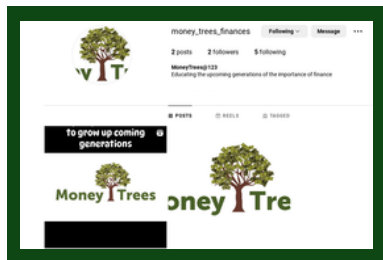 money_trees_finances Following Message
2 posts 2 followers 5 following
MoneyTrees@123
Educating the upcoming generations of the importance of finance
W T
POSTS REELS TAGGED
to grow up coming
generations
Money Trees
oney Tre